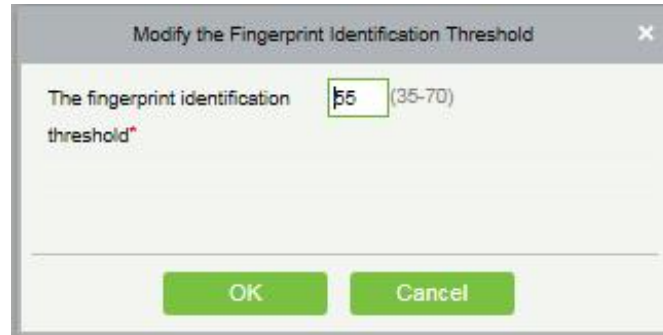 Modify the Fingerprint Identification Threshold ×
The fingerprint identification 55 (35-70)
threshold*
OK Cancel